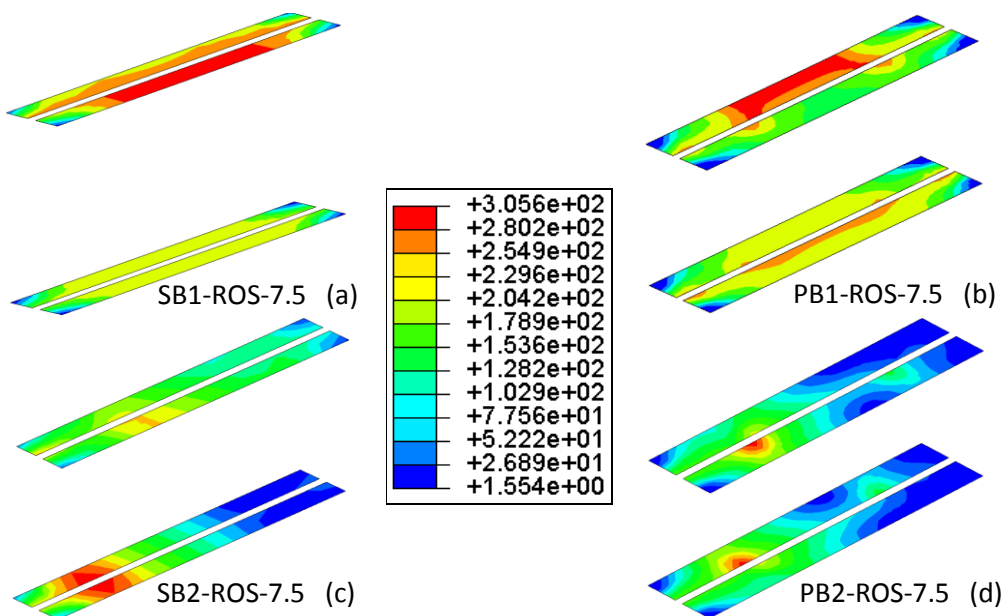 +3.056e+02
+2.802e+02
+2.549e+02
+2.296e+02
+2.042e+02
+1.789e+02
+1.536e+02
+1.282e+02
+1.029e+02
+7.756e+01
+5.222e+01
+2.689e+01
+1.554e+00
SB1-ROS-7.5 (a)
PB1-ROS-7.5 (b)
SB2-ROS-7.5 (c)
PB2-ROS-7.5 (d)